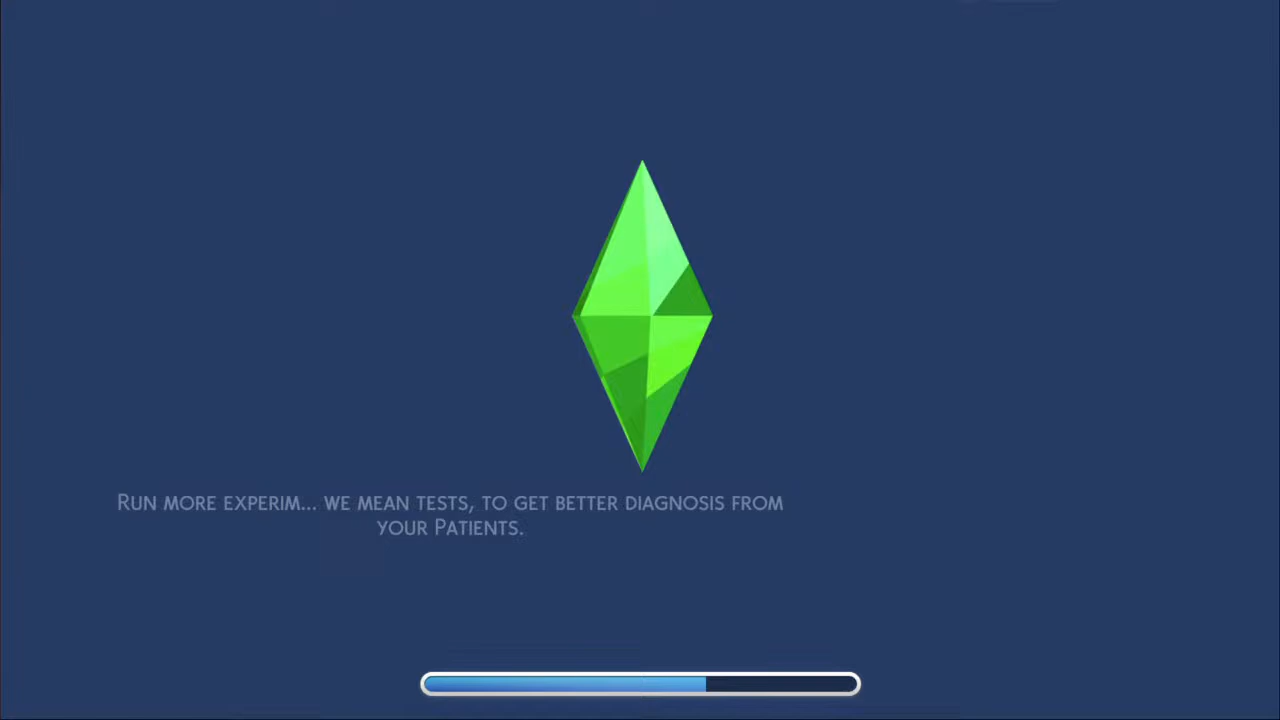 Run more experim... we mean tests, to get better diagnosis from
your Patients.